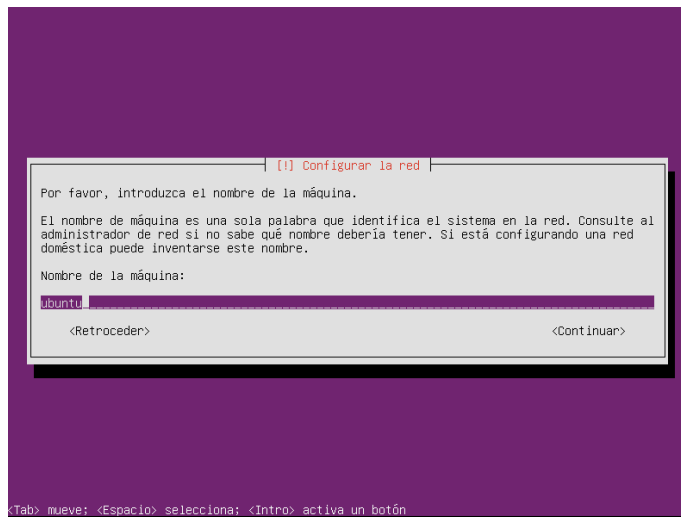 [!] Configurar la red
Por favor, introduzca el nombre de la máquina.
El nombre de máquina es una sola palabra que identifica el sistema en la red. Consulte al
administrador de red si no sabe qué nombre debería tener. Si está configurando una red
doméstica puede inventarse este nombre.
Nombre de la máquina:
ubuntu
<Retroceder> <Continuar>
<Tab> mueve; <Espacio> selecciona; <Intro> activa un botón